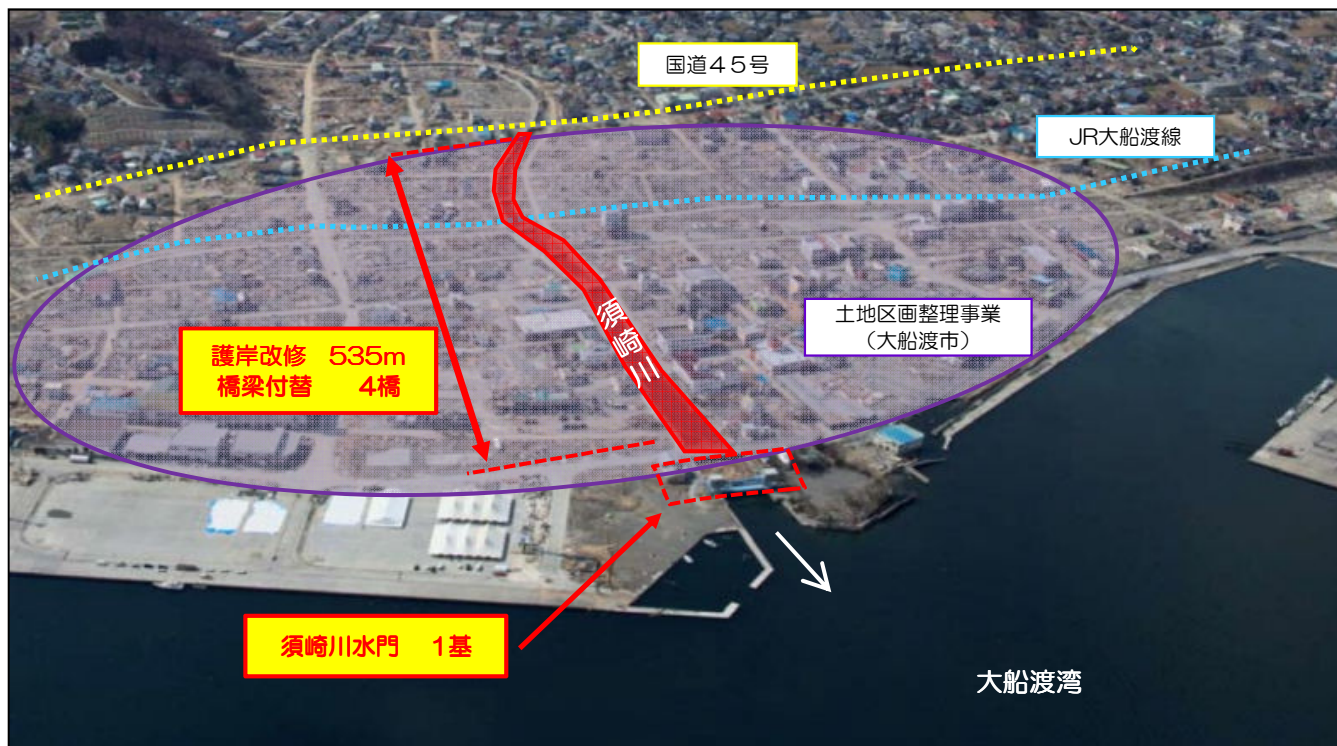 国道４５号
JR大船渡線
須崎川
土地区画整理事業
（大船渡市）
護岸改修　５３５ｍ
橋梁付替　　４橋
須崎川水門　１基
大船渡湾